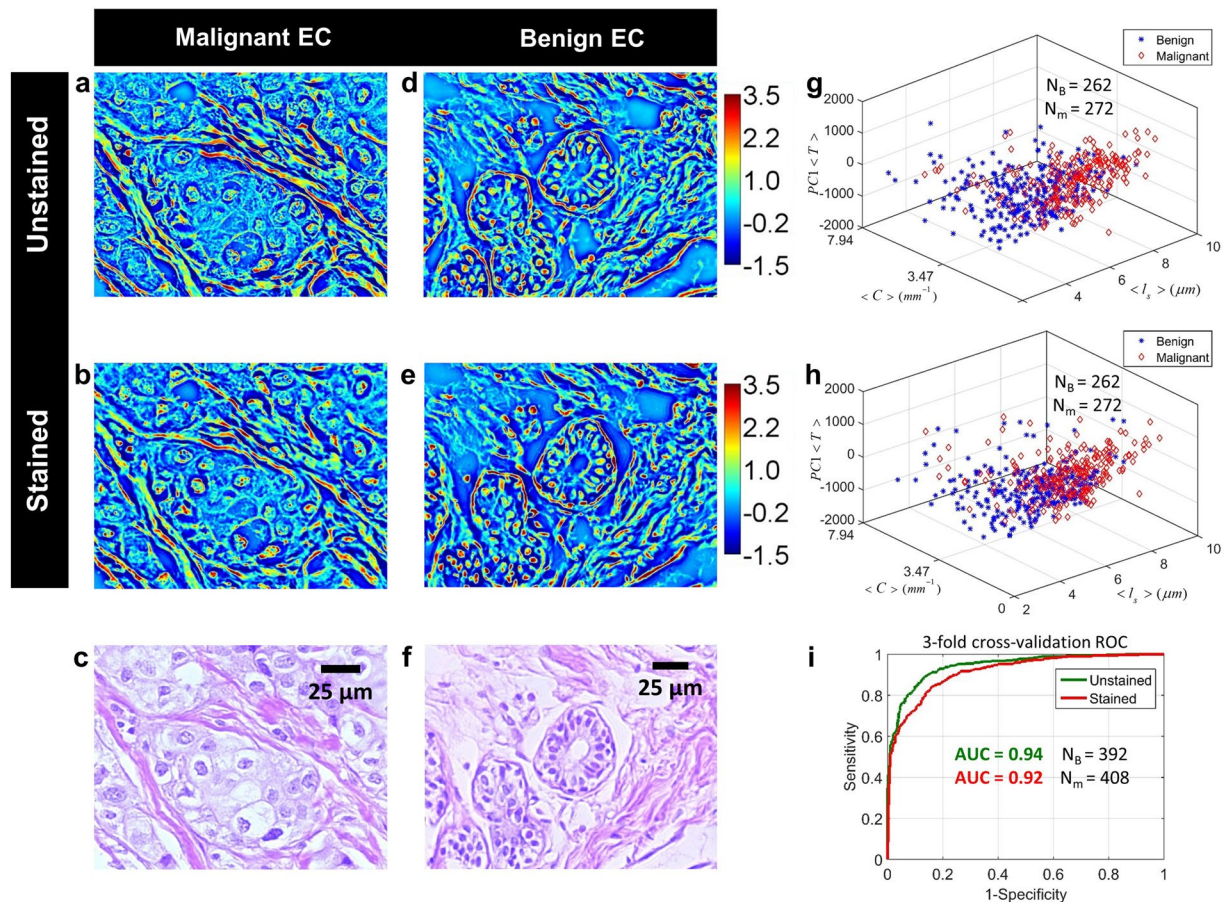 Malignant EC
Benign EC
Unstained
Stained
a
d
3.5
2.2
1.0
-0.2
-1.5
b
e
3.5
2.2
1.0
-0.2
-1.5
c
25 µm
f
25 µm
g
Benign
Malignant
N_B = 262
N_m = 272
2000
1000
0
-1000
-2000
PC1 < T >
7.94
3.47
< C > (mm⁻¹)
4
6
8
10
< l_s > (µm)
h
Benign
Malignant
N_B = 262
N_m = 272
2000
1000
0
-1000
-2000
PC1 < T >
7.94
3.47
0
< C > (mm⁻¹)
2
4
6
8
10
< l_s > (µm)
i
3-fold cross-validation ROC
Unstained
Stained
AUC = 0.94 N_B = 392
AUC = 0.92 N_m = 408
1
0.8
0.6
0.4
0.2
0
Sensitivity
0
0.2
0.4
0.6
0.8
1
1-Specificity